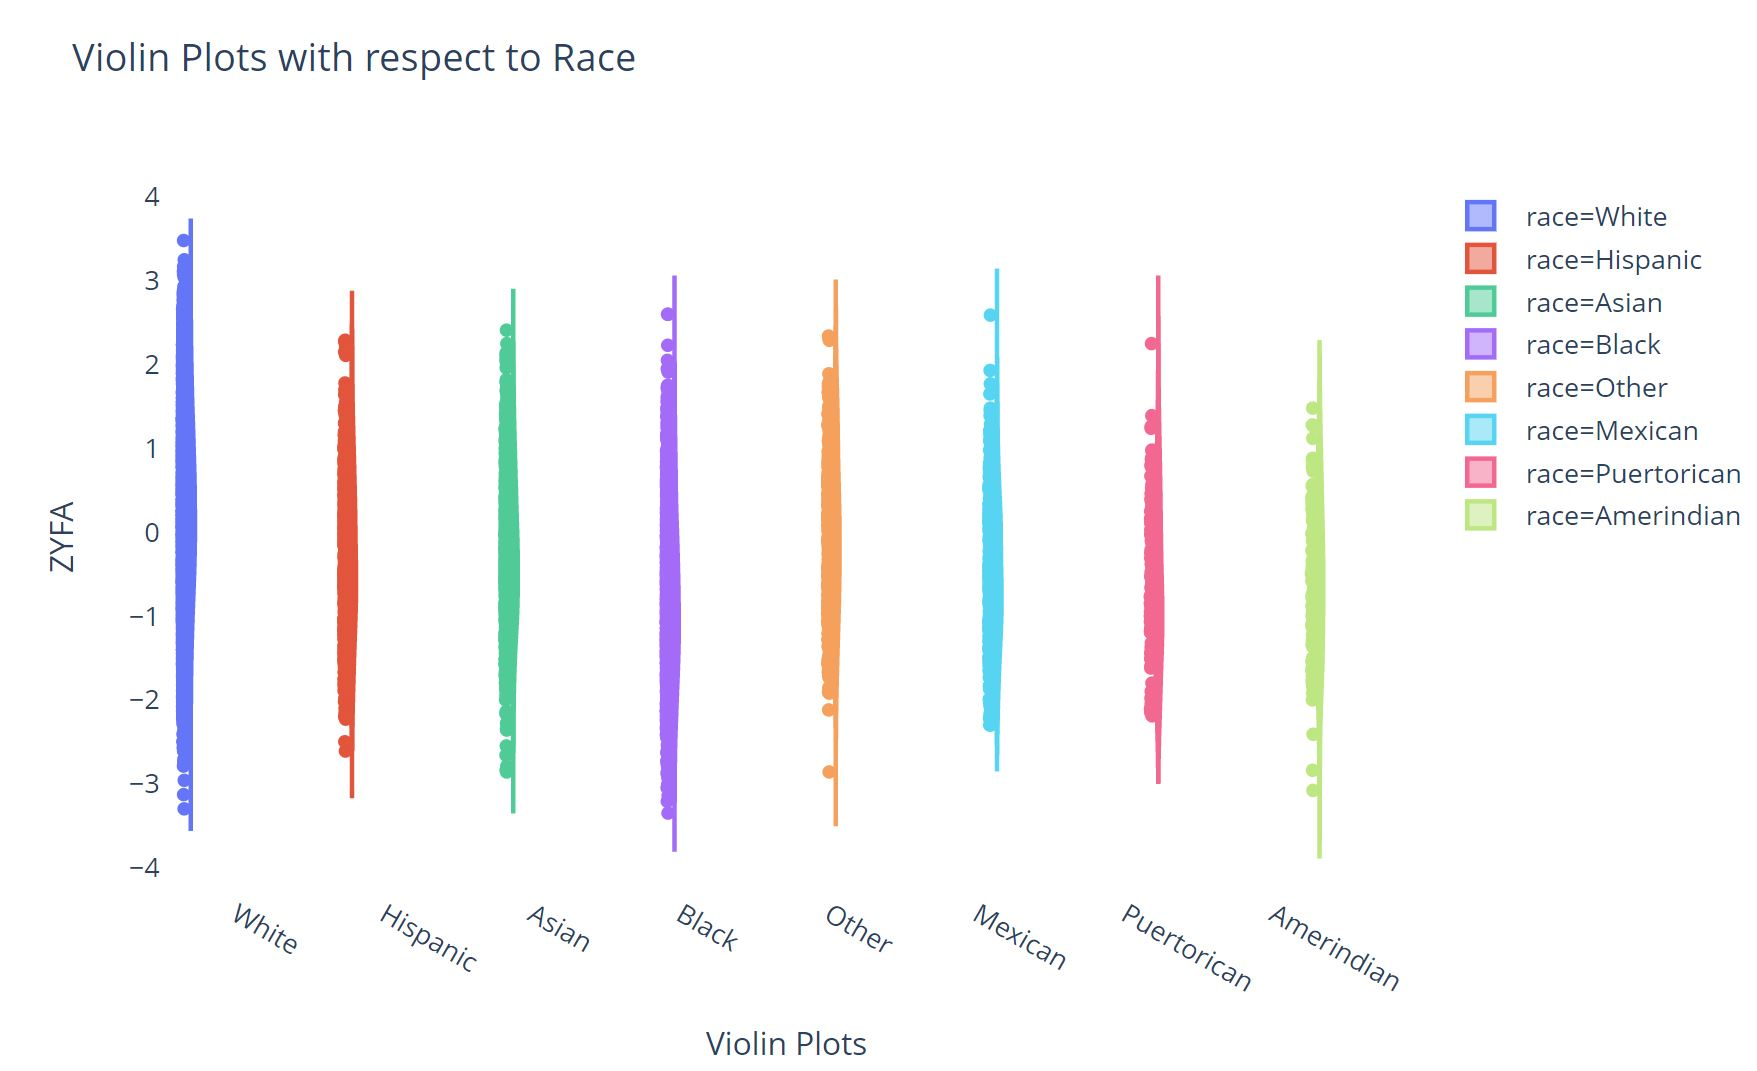 Violin Plots with respect to Race
4
3
2
1
0
−1
−2
−3
−4
ZYFA
White
Hispanic
Asian
Black
Other
Mexican
Puertorican
Amerindian
Violin Plots
race=White
race=Hispanic
race=Asian
race=Black
race=Other
race=Mexican
race=Puertorican
race=Amerindian